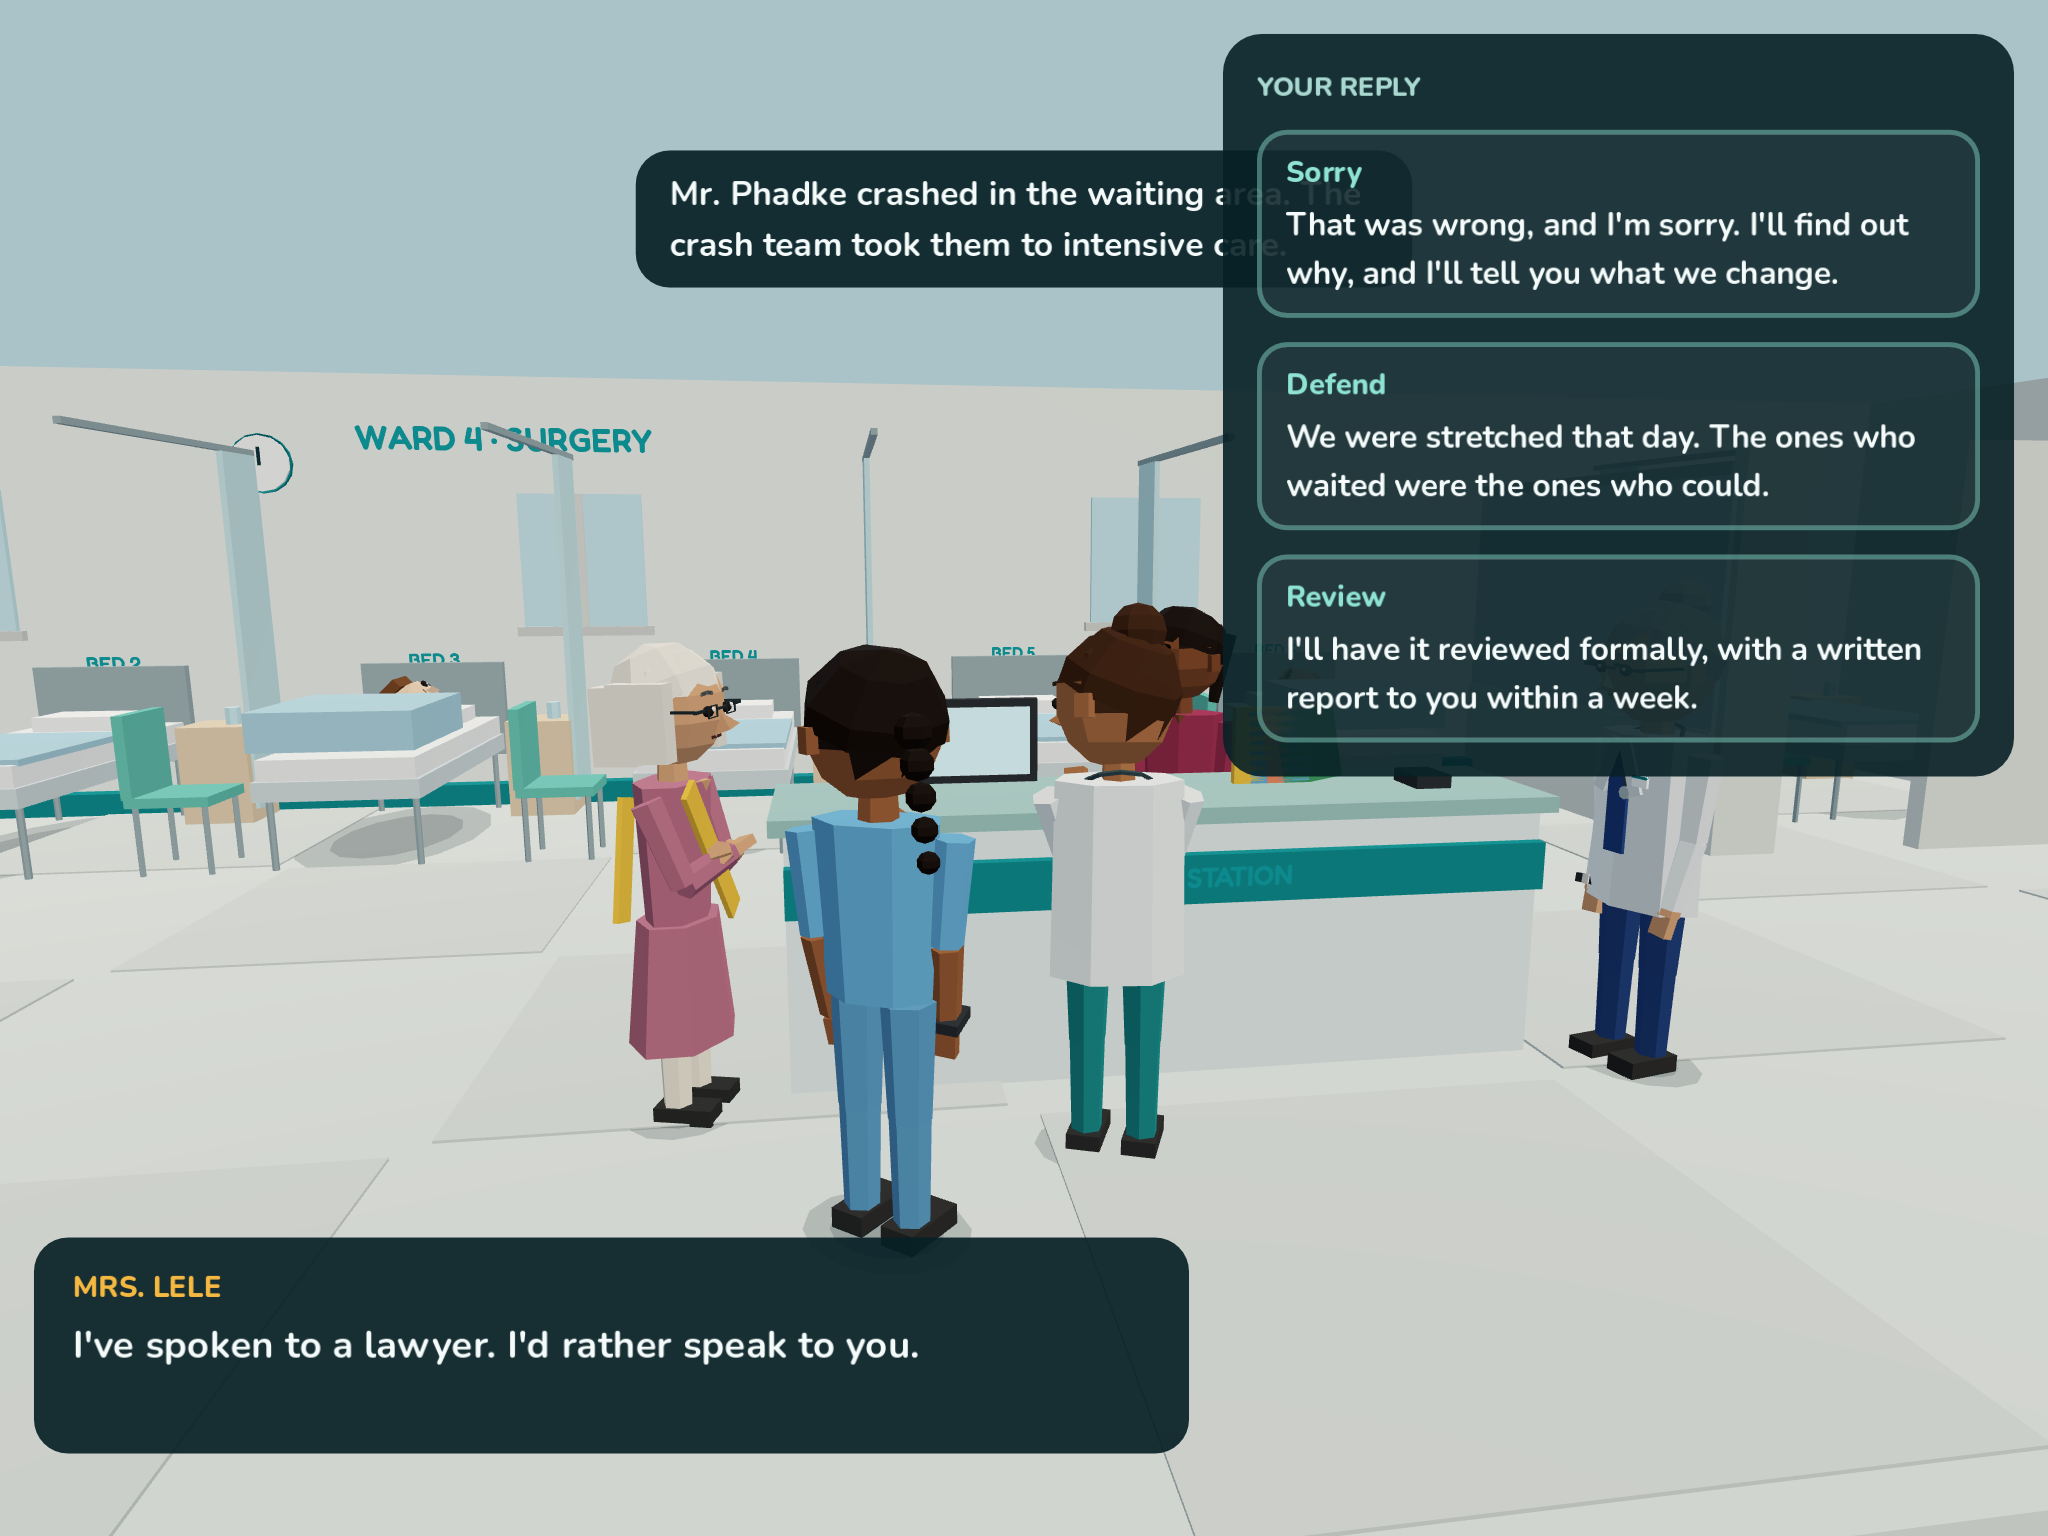 YOUR REPLY
Sorry
That was wrong, and I'm sorry. I'll find out
why, and I'll tell you what we change.
Defend
We were stretched that day. The ones who
waited were the ones who could.
Review
I'll have it reviewed formally, with a written
report to you within a week.
Mr. Phadke crashed in the waiting area. The
crash team took them to intensive care.
WARD 4 · SURGERY
BED 2
BED 3
BED 4
BED 5
STATION
MRS. LELE
I've spoken to a lawyer. I'd rather speak to you.